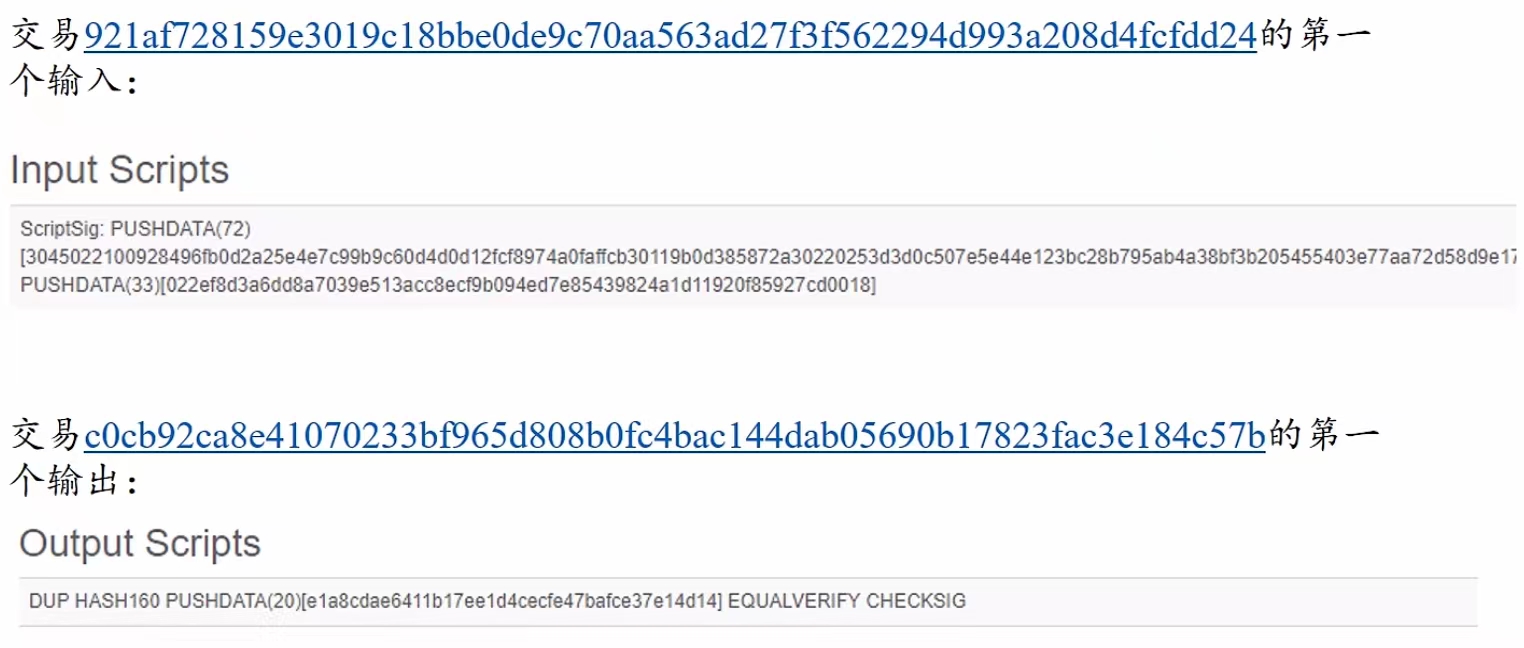 交易921af728159e3019c18bbe0de9c70aa563ad27f3f562294d993a208d4fcfdd24的第一
个输入：
Input Scripts
ScriptSig: PUSHDATA(72)
[3045022100928496fb0d2a25e4e7c99b9c60d4d0d12fcf8974a0faffcb30119b0d385872a30220253d3d0c507e5e44e123bc28b795ab4a38bf3b205455403e77aa72d58d9e17
PUSHDATA(33)[022ef8d3a6dd8a7039e513acc8ecf9b094ed7e85439824a1d11920f85927cd0018]
交易c0cb92ca8e41070233bf965d808b0fc4bac144dab05690b17823fac3e184c57b的第一
个输出：
Output Scripts
DUP HASH160 PUSHDATA(20)[e1a8cdae6411b17ee1d4cecfe47bafce37e14d14] EQUALVERIFY CHECKSIG